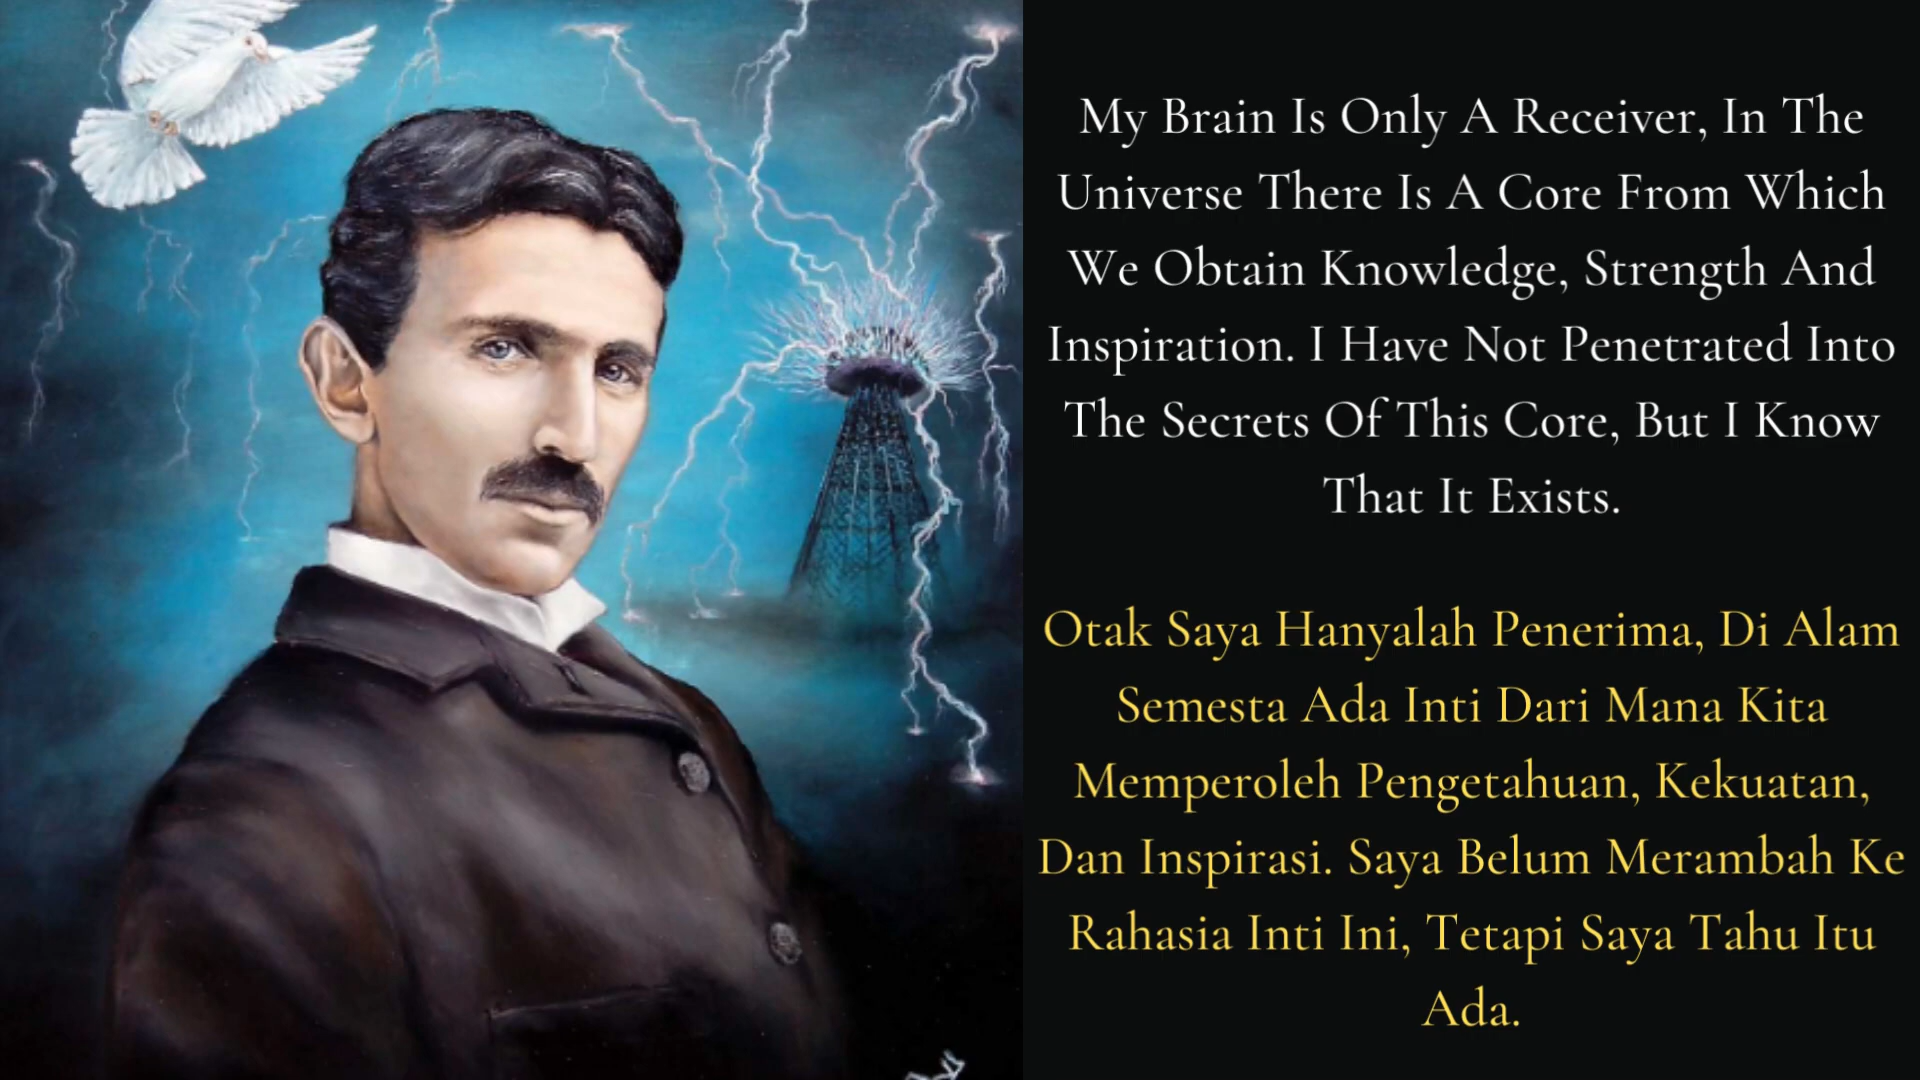 My Brain Is Only A Receiver, In The
Universe There Is A Core From Which
We Obtain Knowledge, Strength And
Inspiration. I Have Not Penetrated Into
The Secrets Of This Core, But I Know
That It Exists.
Otak Saya Hanyalah Penerima, Di Alam
Semesta Ada Inti Dari Mana Kita
Memperoleh Pengetahuan, Kekuatan,
Dan Inspirasi. Saya Belum Merambah Ke
Rahasia Inti Ini, Tetapi Saya Tahu Itu
Ada.